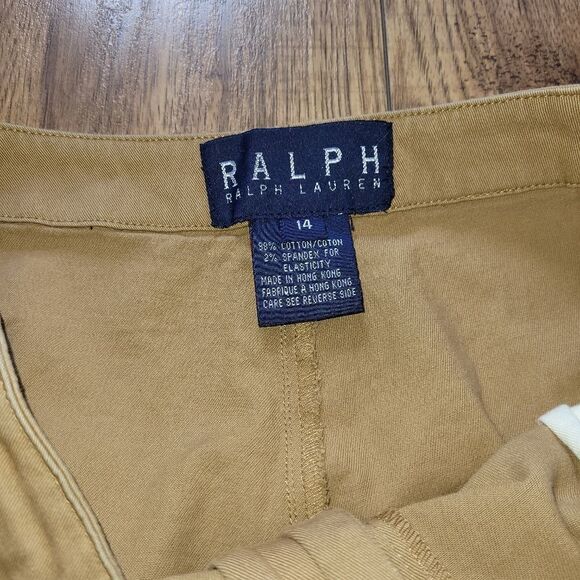 RALPH
RALPH LAUREN
14
98% COTTON/COTON
2% SPANDEX FOR
ELASTICITY
MADE IN HONG KONG
FABRIQUE A HONG KONG
CARE SEE REVERSE SIDE